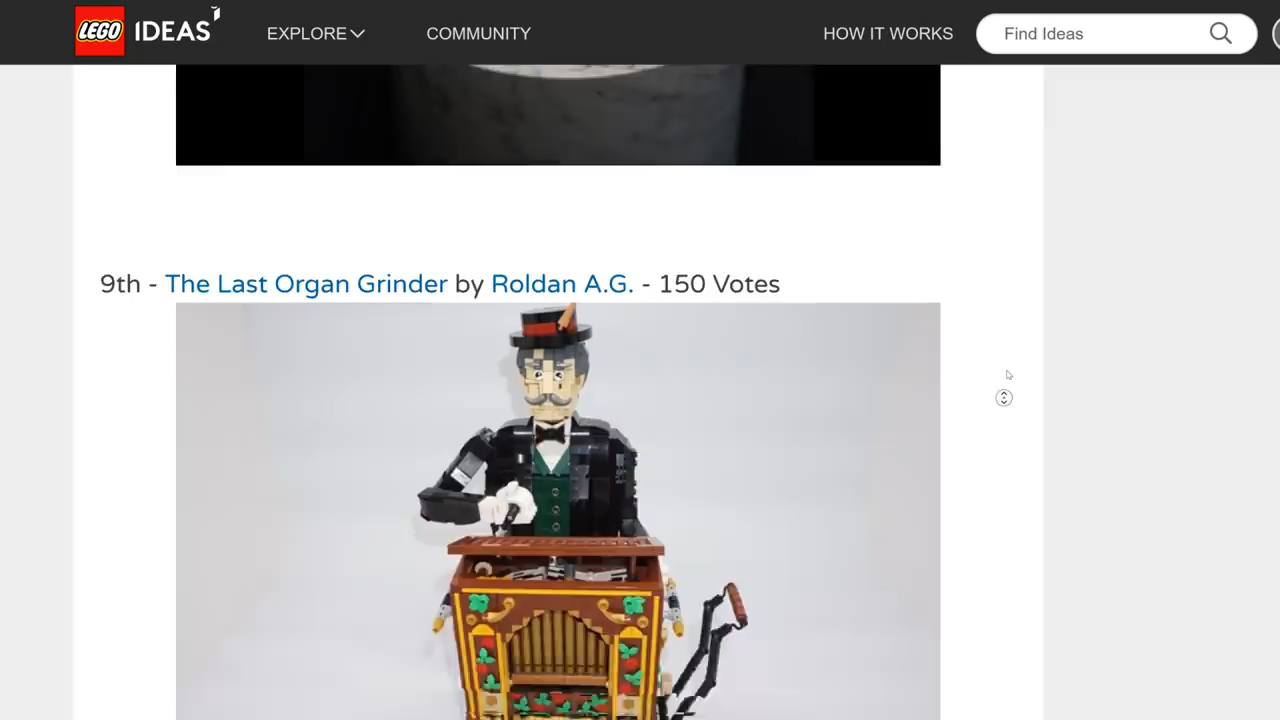 LEGO IDEAS EXPLORE COMMUNITY HOW IT WORKS Find Ideas
9th - The Last Organ Grinder by Roldan A.G. - 150 Votes